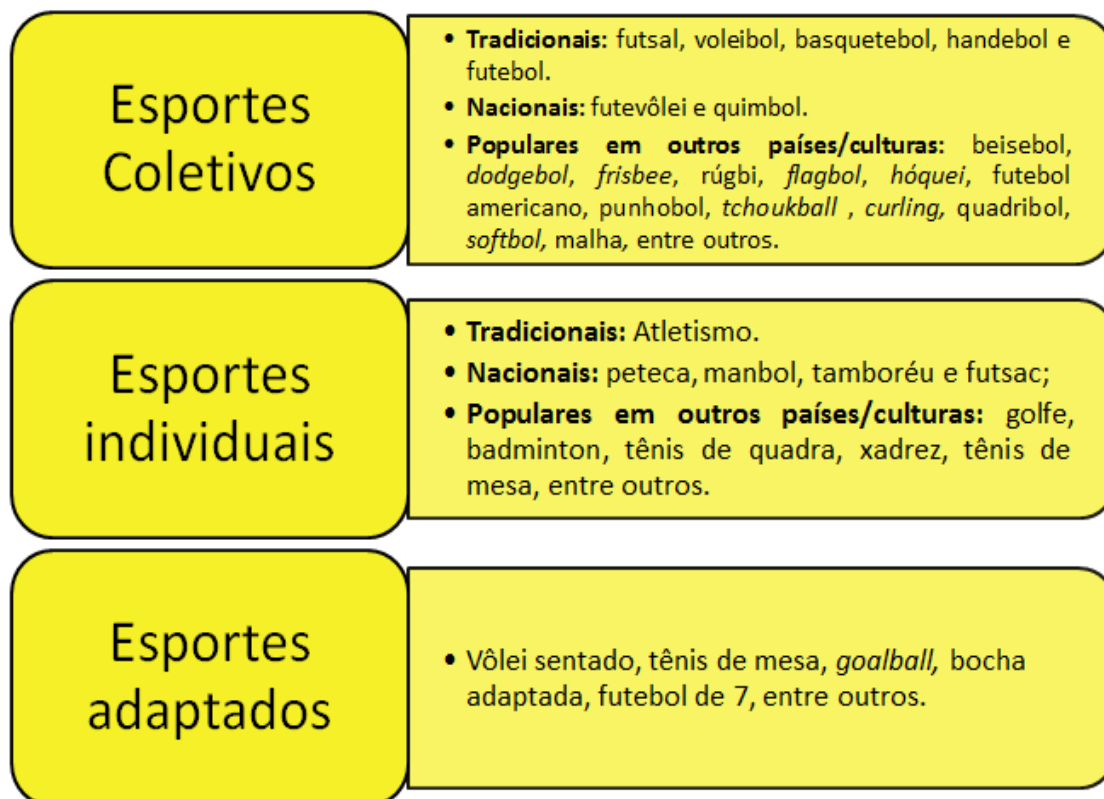 Esportes
Coletivos
• Tradicionais: futsal, voleibol, basquetebol, handebol e
futebol.
• Nacionais: futevôlei e quimbol.
• Populares em outros países/culturas: beisebol,
dodgebol, frisbee, rúgbi, flagbol, hóquei, futebol
americano, punhobol, tchoukball , curling, quadribol,
softbol, malha, entre outros.
Esportes
individuais
• Tradicionais: Atletismo.
• Nacionais: peteca, manbol, tamboréu e futsac;
• Populares em outros países/culturas: golfe,
badminton, tênis de quadra, xadrez, tênis de
mesa, entre outros.
Esportes
adaptados
• Vôlei sentado, tênis de mesa, goalball, bocha
adaptada, futebol de 7, entre outros.